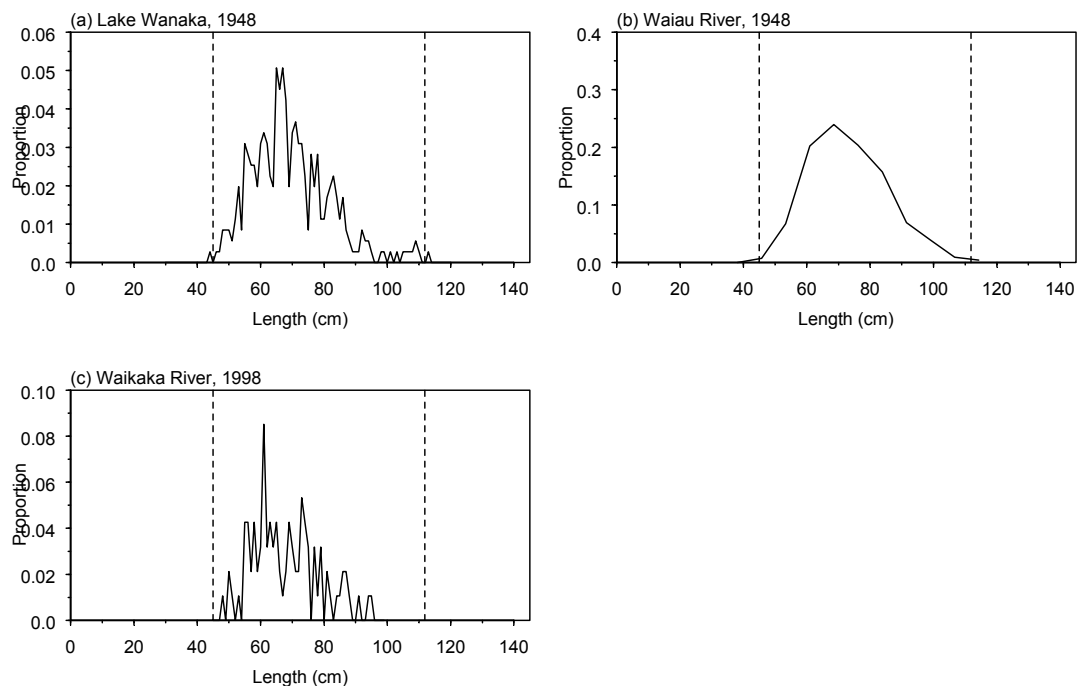 (a) Lake Wanaka, 1948
0.06
0.05
0.04
0.03
0.02
0.01
0.0
Proportion
0 20 40 60 80 100 120 140
Length (cm)
(b) Waiau River, 1948
0.4
0.3
0.2
0.1
0.0
Proportion
0 20 40 60 80 100 120 140
Length (cm)
(c) Waikaka River, 1998
0.10
0.08
0.06
0.04
0.02
0.0
Proportion
0 20 40 60 80 100 120 140
Length (cm)